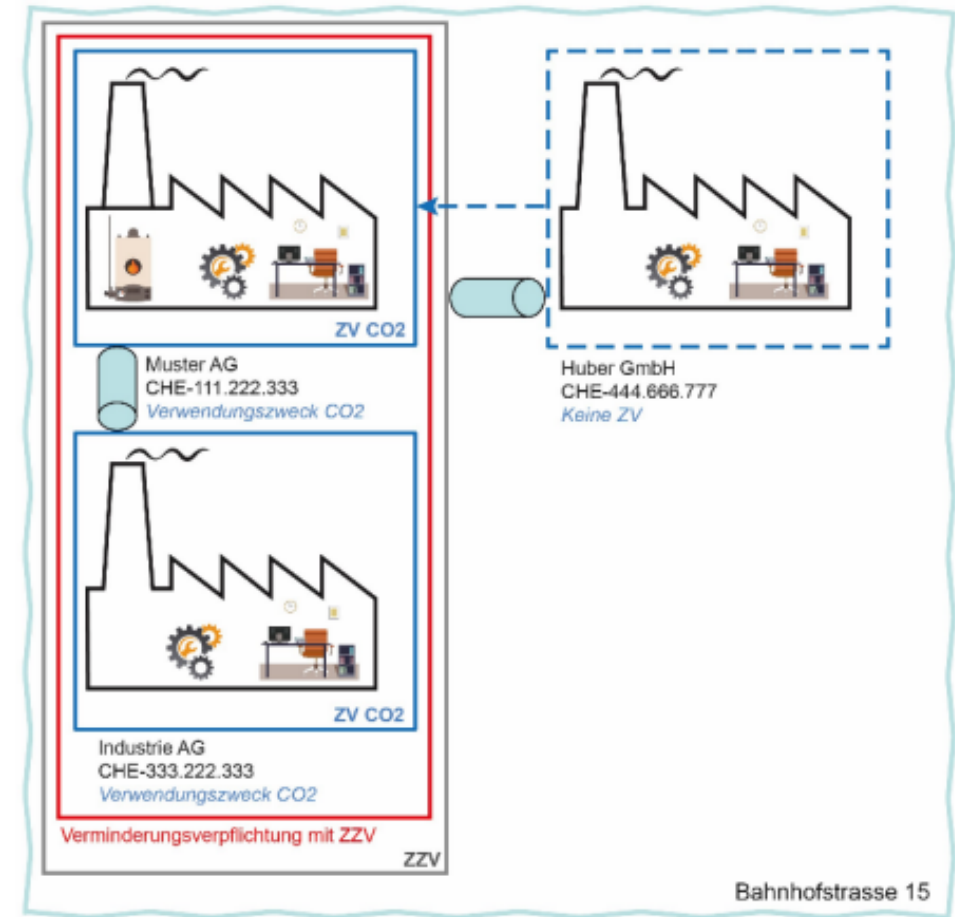 ZV CO2
Muster AG
CHE-111.222.333
Verwendungszweck CO2
Huber GmbH
CHE-444.666.777
Keine ZV
ZV CO2
Industrie AG
CHE-333.222.333
Verwendungszweck CO2
Verminderungsverpflichtung mit ZZV
ZZV
Bahnhofstrasse 15